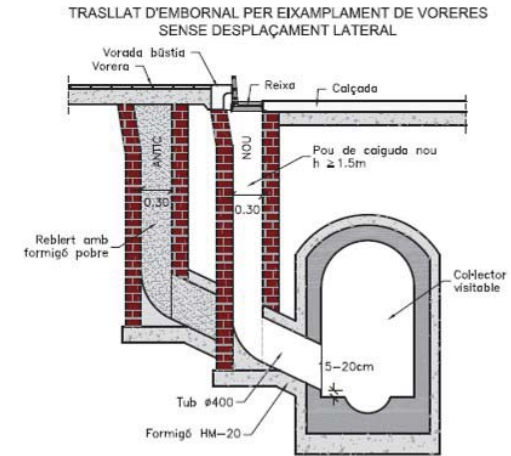 TRASLLAT D'EMBORNAL PER EIXAMPLAMENT DE VORERES
SENSE DESPLAÇAMENT LATERAL
Vorada bústia
Vorera
Reixa
Calçada
ANTIC
NOU
Pou de caiguda nou
h ≥1.5m
0.30
0.30
Reblert amb
formigó pobre
Col·lector
visitable
15-20cm
Tub ø400
Formigó HM-20